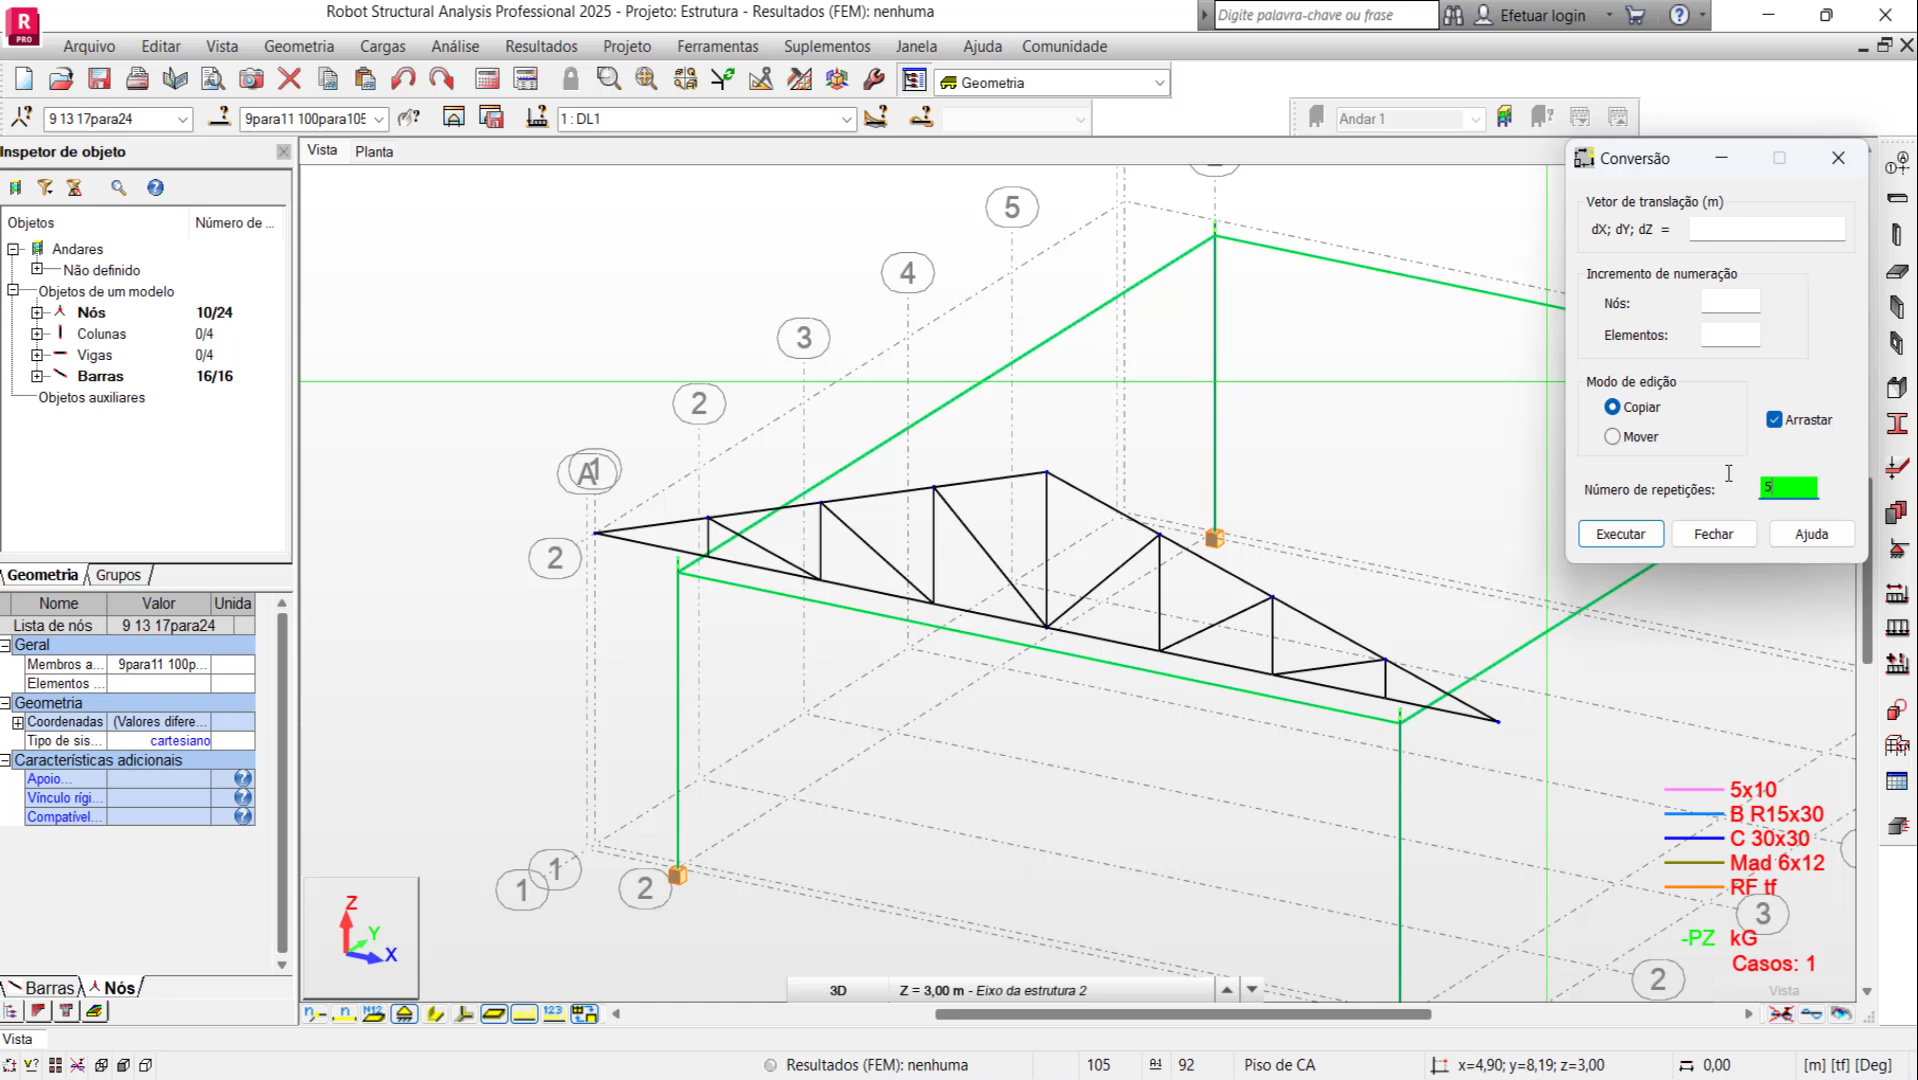 R
PRO
Robot Structural Analysis Professional 2025 - Projeto: Estrutura - Resultados (FEM): nenhuma
Digite palavra-chave ou frase
Efetuar login
Arquivo Editar Vista Geometria Cargas Análise Resultados Projeto Ferramentas Suplementos Janela Ajuda Comunidade
Geometria
9 13 17para24
9para11 100para105
1 : DL1
Andar 1
Inspetor de objeto
Objetos Número de ...
Andares
Não definido
Objetos de um modelo
Nós 10/24
Colunas 0/4
Vigas 0/4
Barras 16/16
Objetos auxiliares
Geometria Grupos
Nome Valor Unida
Lista de nós 9 13 17para24
Geral
Membros a... 9para11 100p...
Elementos ...
Geometria
Coordenadas (Valores difere...
Tipo de sis... cartesiano
Características adicionais
Apoio...
Vínculo rígi...
Compatível...
Barras Nós
Vista Planta
5
4
3
2
A
1
2
1
1
2
3
2
Z
Y
X
Conversão
Vetor de translação (m)
dX; dY; dZ =
Incremento de numeração
Nós:
Elementos:
Modo de edição
Copiar
Arrastar
Mover
Número de repetições: 5
Executar Fechar Ajuda
5x10
B R15x30
C 30x30
Mad 6x12
RF tf
-PZ kG
Casos: 1
Vista
3D Z = 3,00 m - Eixo da estrutura 2
Vista
Resultados (FEM): nenhuma 105 92 Piso de CA x=4,90; y=8,19; z=3,00 0,00 [m] [tf] [Deg]